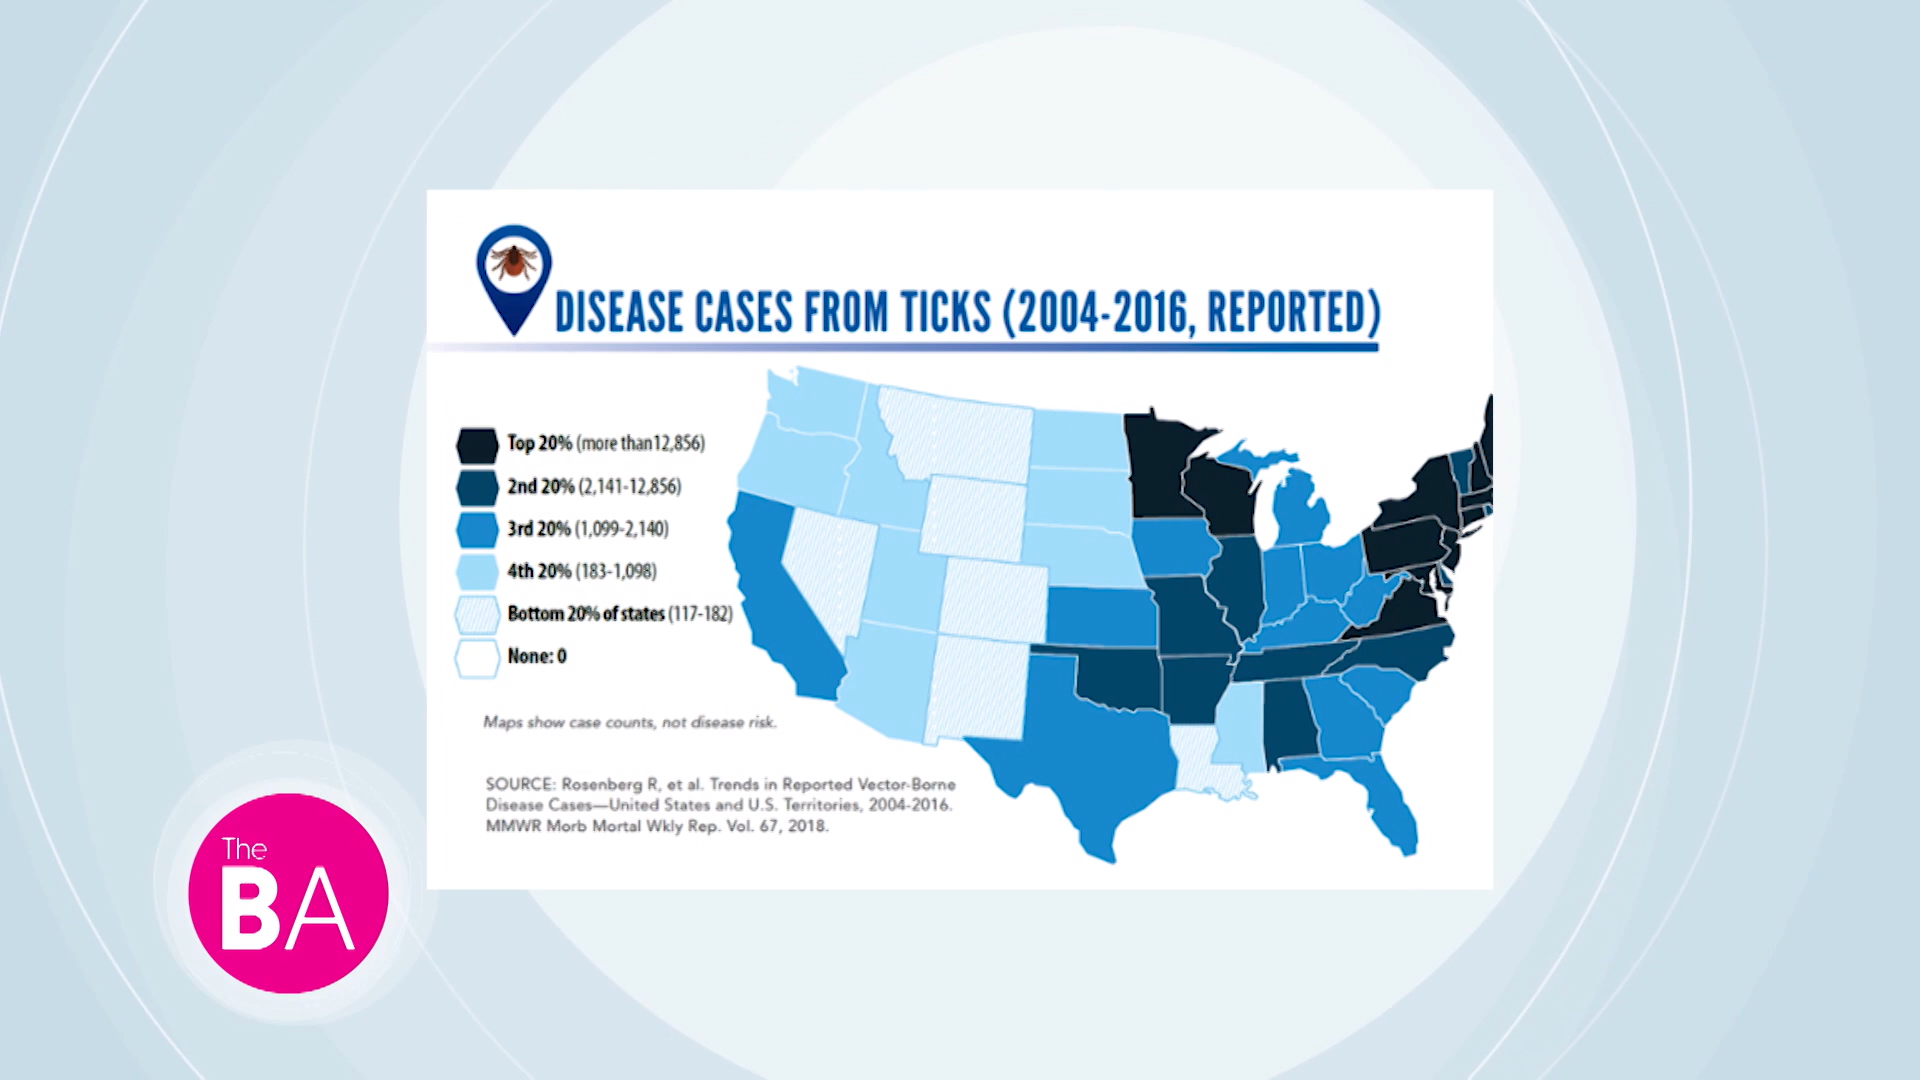 DISEASE CASES FROM TICKS (2004-2016, REPORTED)
Top 20% (more than12,856)
2nd 20% (2,141-12,856)
3rd 20% (1,099-2,140)
4th 20% (183-1,098)
Bottom 20% of states (117-182)
None: 0
Maps show case counts, not disease risk.
SOURCE: Rosenberg R, et al. Trends in Reported Vector-Borne
Disease Cases—United States and U.S. Territories, 2004-2016.
MMWR Morb Mortal Wkly Rep. Vol. 67, 2018.
The
BA